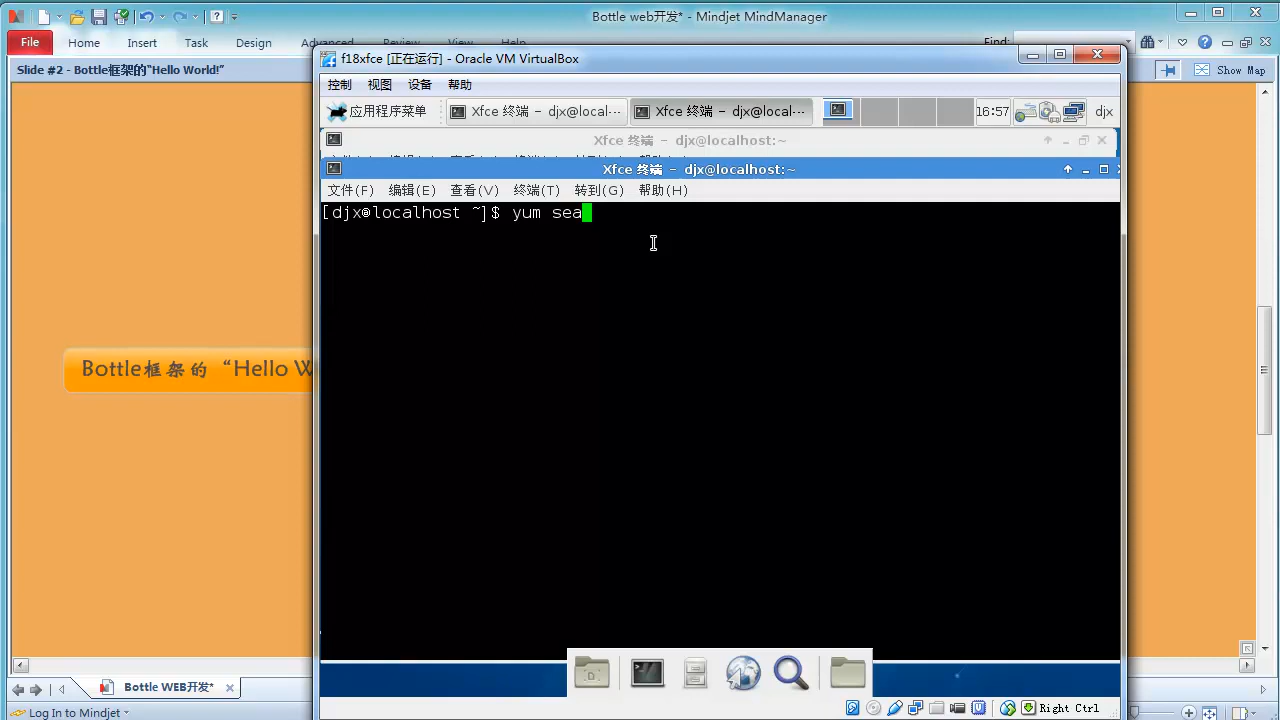 Bottle web开发* - Mindjet MindManager
File Home Insert Task Design Advanced Review View Help Find:
Slide #2 - Bottle框架的“Hello World!” Show Map
f18xfce [正在运行] - Oracle VM VirtualBox
控制 视图 设备 帮助
应用程序菜单 Xfce 终端 - djx@local··· Xfce 终端 - djx@local··· 16:57 djx
Xfce 终端 - djx@localhost:~
Xfce 终端 - djx@localhost:~
文件(F) 编辑(E) 查看(V) 终端(T) 转到(G) 帮助(H)
[djx@localhost ~]$ yum sea
Bottle框架的 “Hello W
Bottle WEB开发*
Right Ctrl
Log In to Mindjet